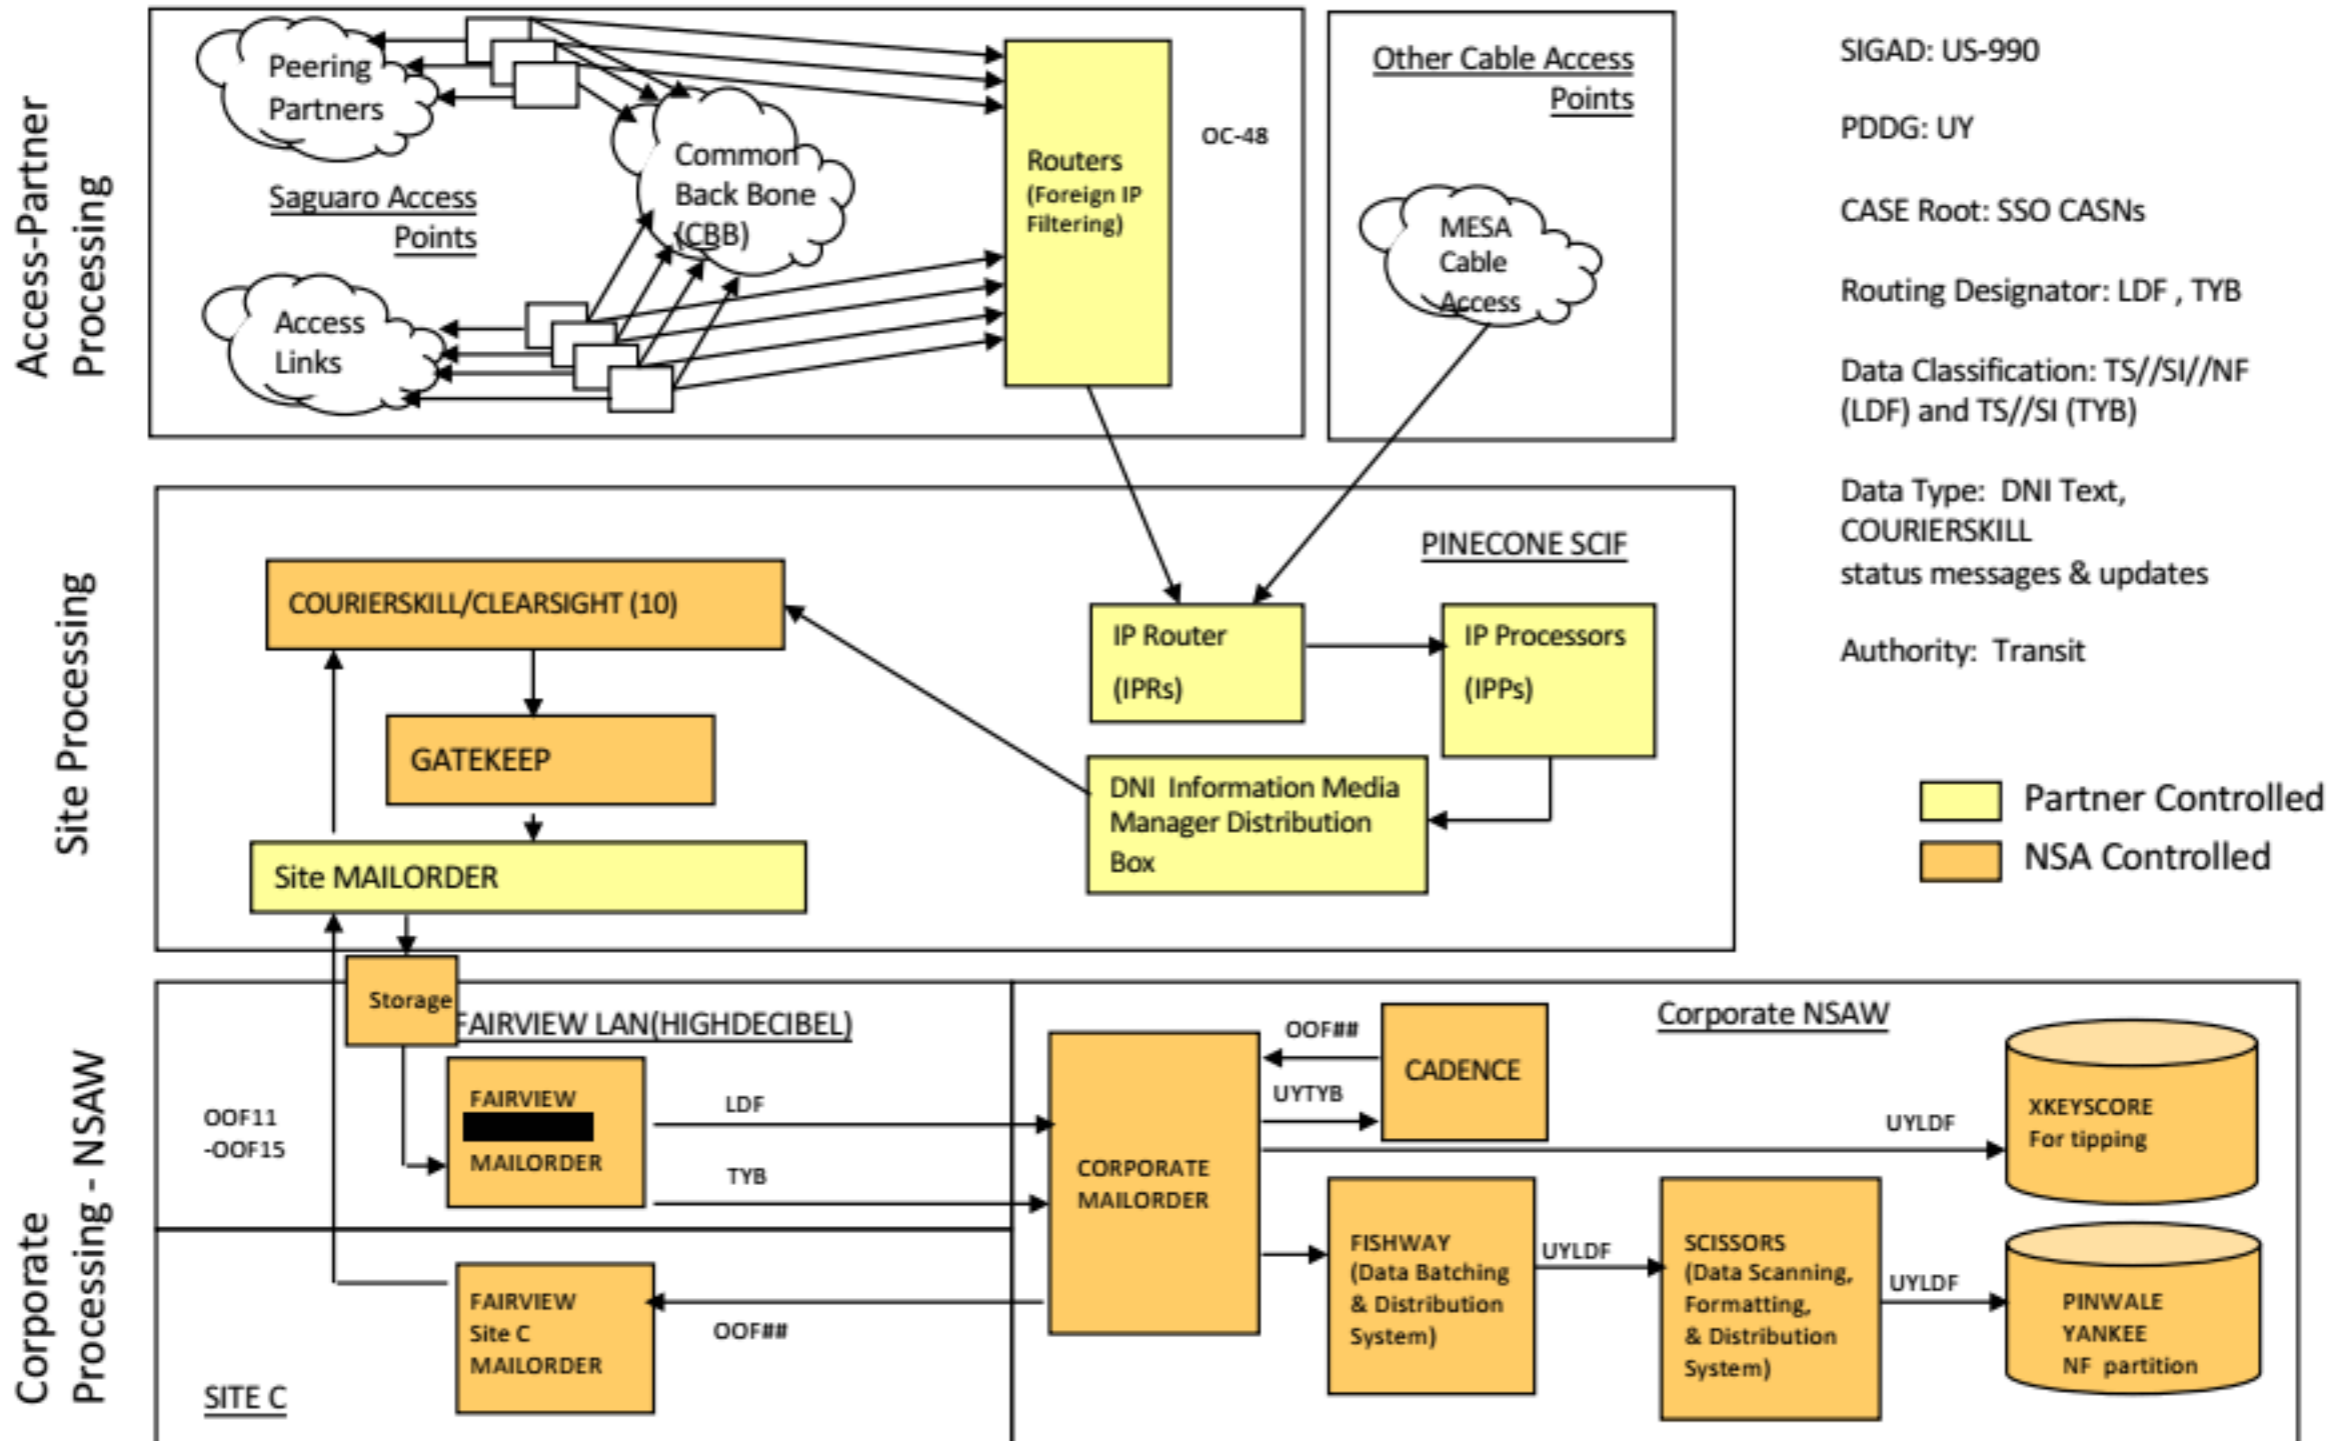 Access-Partner
Processing
Peering
Partners
Saguaro Access
Points
Access
Links
Common
Back Bone
(CBB)
Routers
(Foreign IP
Filtering)
OC-48
Other Cable Access
Points
MESA
Cable
Access
SIGAD: US-990
PDDG: UY
CASE Root: SSO CASNs
Routing Designator: LDF , TYB
Data Classification: TS//SI//NF
(LDF) and TS//SI (TYB)
Data Type: DNI Text,
COURIERSKILL
status messages & updates
Authority: Transit
Partner Controlled
NSA Controlled
Site Processing
PINECONE SCIF
COURIERSKILL/CLEARSIGHT (10)
GATEKEEP
Site MAILORDER
IP Router
(IPRs)
IP Processors
(IPPs)
DNI Information Media
Manager Distribution
Box
Corporate
Processing - NSAW
Storage
FAIRVIEW LAN(HIGHDECIBEL)
OOF11
-OOF15
FAIRVIEW
MAILORDER
LDF
TYB
FAIRVIEW
Site C
MAILORDER
OOF##
SITE C
Corporate NSAW
CORPORATE
MAILORDER
OOF##
UYTYB
CADENCE
UYLDF
XKEYSCORE
For tipping
FISHWAY
(Data Batching
& Distribution
System)
UYLDF
SCISSORS
(Data Scanning,
Formatting,
& Distribution
System)
UYLDF
PINWALE
YANKEE
NF partition